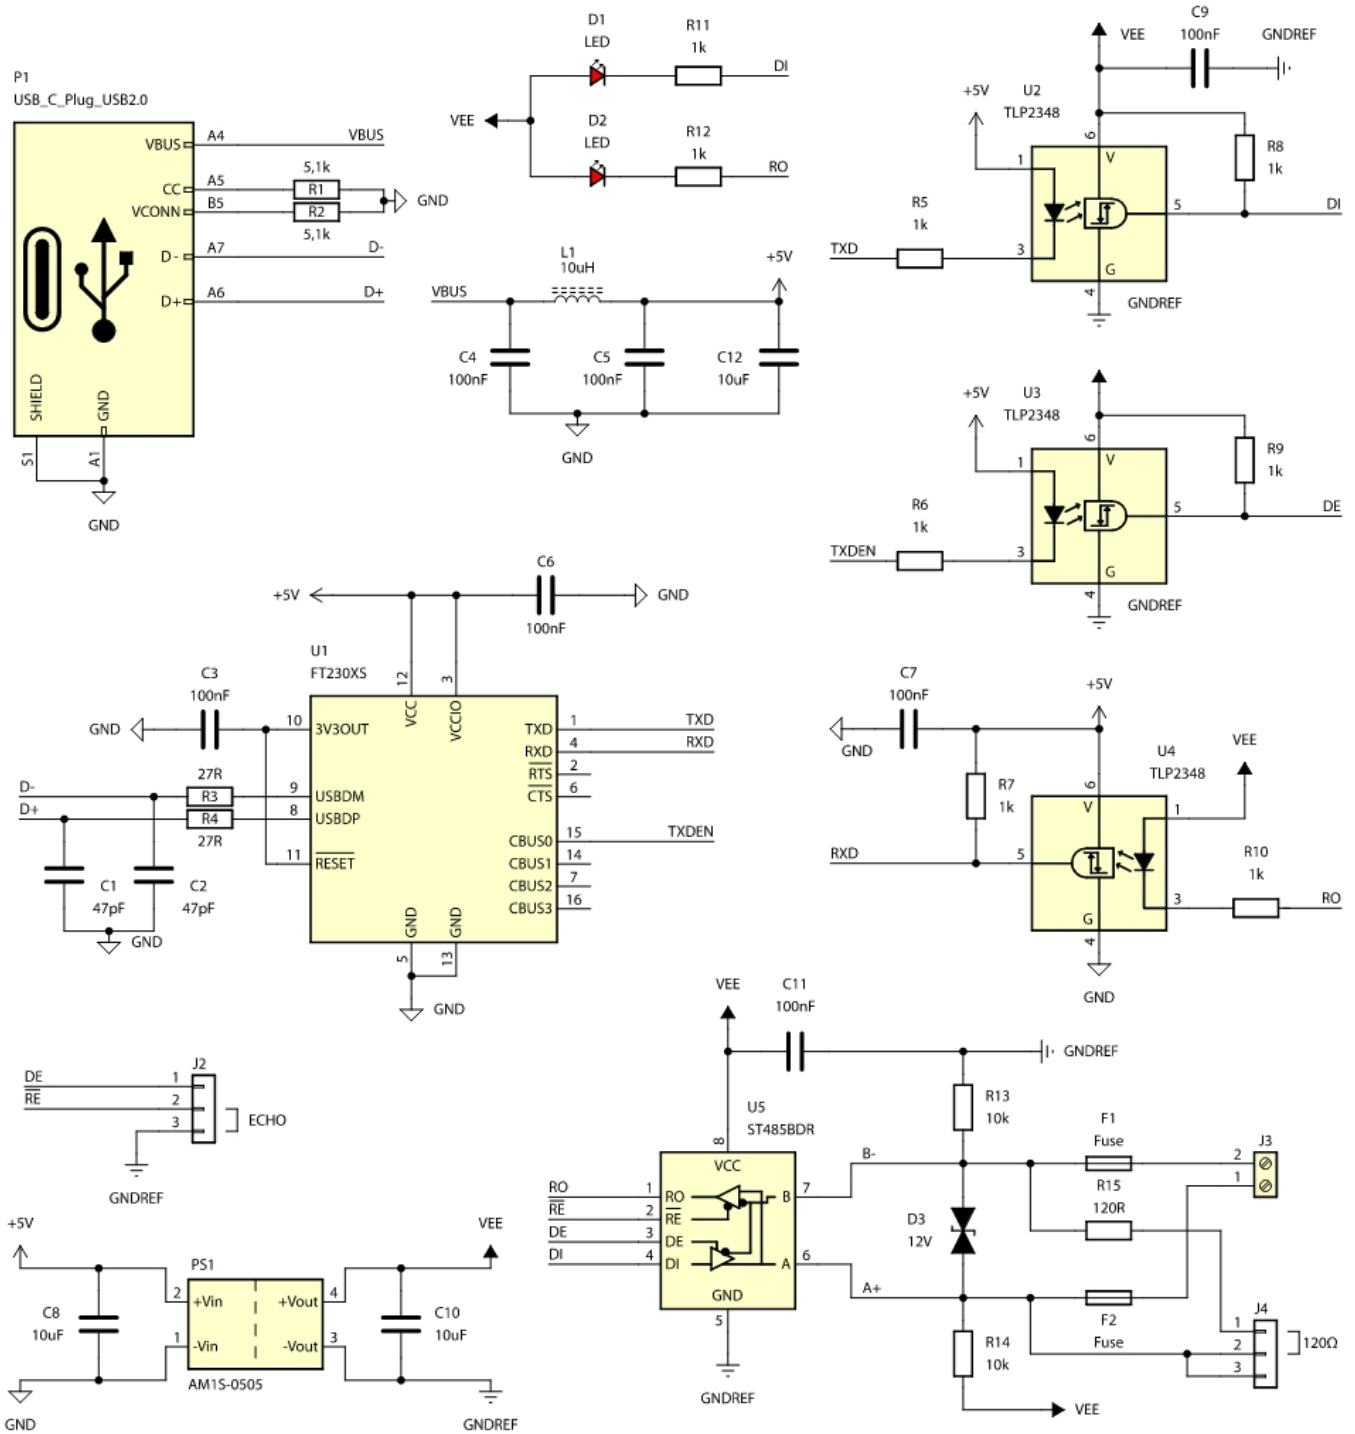 P1
USB_C_Plug_USB2.0
VBUS
A4
VBUS
CC
A5
5,1k
R1
GND
VCONN
B5
R2
5,1k
D-
A7
D-
D+
A6
D+
SHIELD
GND
S1
A1
GND
D1
LED
R11
1k
DI
VEE
D2
LED
R12
1k
RO
VBUS
L1
10uH
+5V
C4
100nF
C5
100nF
C12
10uF
GND
C9
100nF
GNDREF
VEE
+5V
U2
TLP2348
6
V
1
R8
1k
R5
1k
TXD
3
5
DI
G
4
GNDREF
+5V
U3
TLP2348
6
V
1
R9
1k
R6
1k
TXDEN
3
5
DE
G
4
GNDREF
+5V
C6
100nF
GND
U1
FT230XS
12
3
VCC
VCCIO
C3
100nF
GND
10
3V3OUT
TXD
1
TXD
RXD
4
RXD
RTS
2
CTS
6
D-
27R
R3
9
USBDM
D+
R4
27R
8
USBDP
CBUS0
15
TXDEN
11
RESET
CBUS1
14
CBUS2
7
CBUS3
16
C1
47pF
C2
47pF
GND
GND
GND
5
13
GND
C7
100nF
GND
+5V
U4
TLP2348
VEE
R7
1k
6
V
1
RXD
5
R10
1k
3
RO
G
4
GND
J2
DE
1
RE
2
3
ECHO
GNDREF
+5V
VEE
PS1
2
+Vin
+Vout
4
1
-Vin
-Vout
3
C8
10uF
C10
10uF
AM1S-0505
GND
GNDREF
VEE
C11
100nF
GNDREF
U5
ST485BDR
8
VCC
R13
10k
RO
1
RO
B
7
B-
RE
2
RE
DE
3
DE
DI
4
DI
A
6
A+
GND
5
GNDREF
D3
12V
F1
Fuse
R15
120R
J3
2
1
F2
Fuse
R14
10k
J4
1
2
3
120Ω
VEE